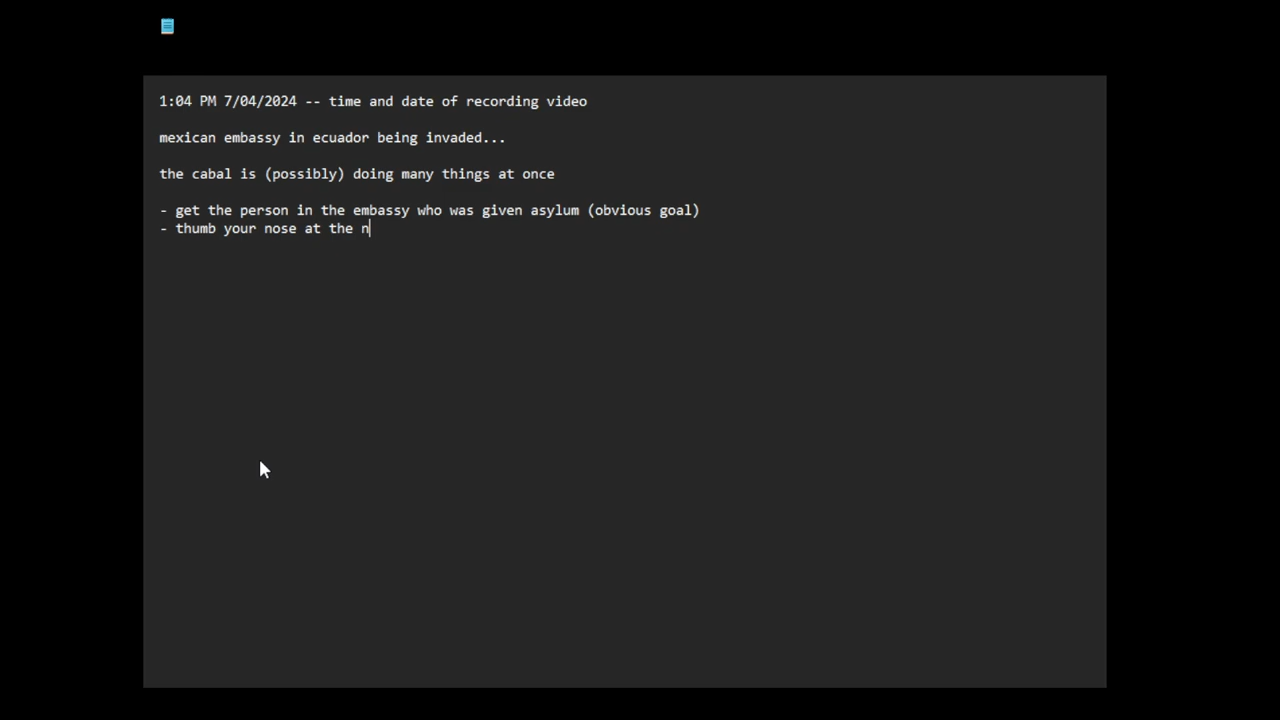 1:04 PM 7/04/2024 -- time and date of recording video
mexican embassy in ecuador being invaded...
the cabal is (possibly) doing many things at once
- get the person in the embassy who was given asylum (obvious goal)
- thumb your nose at the n